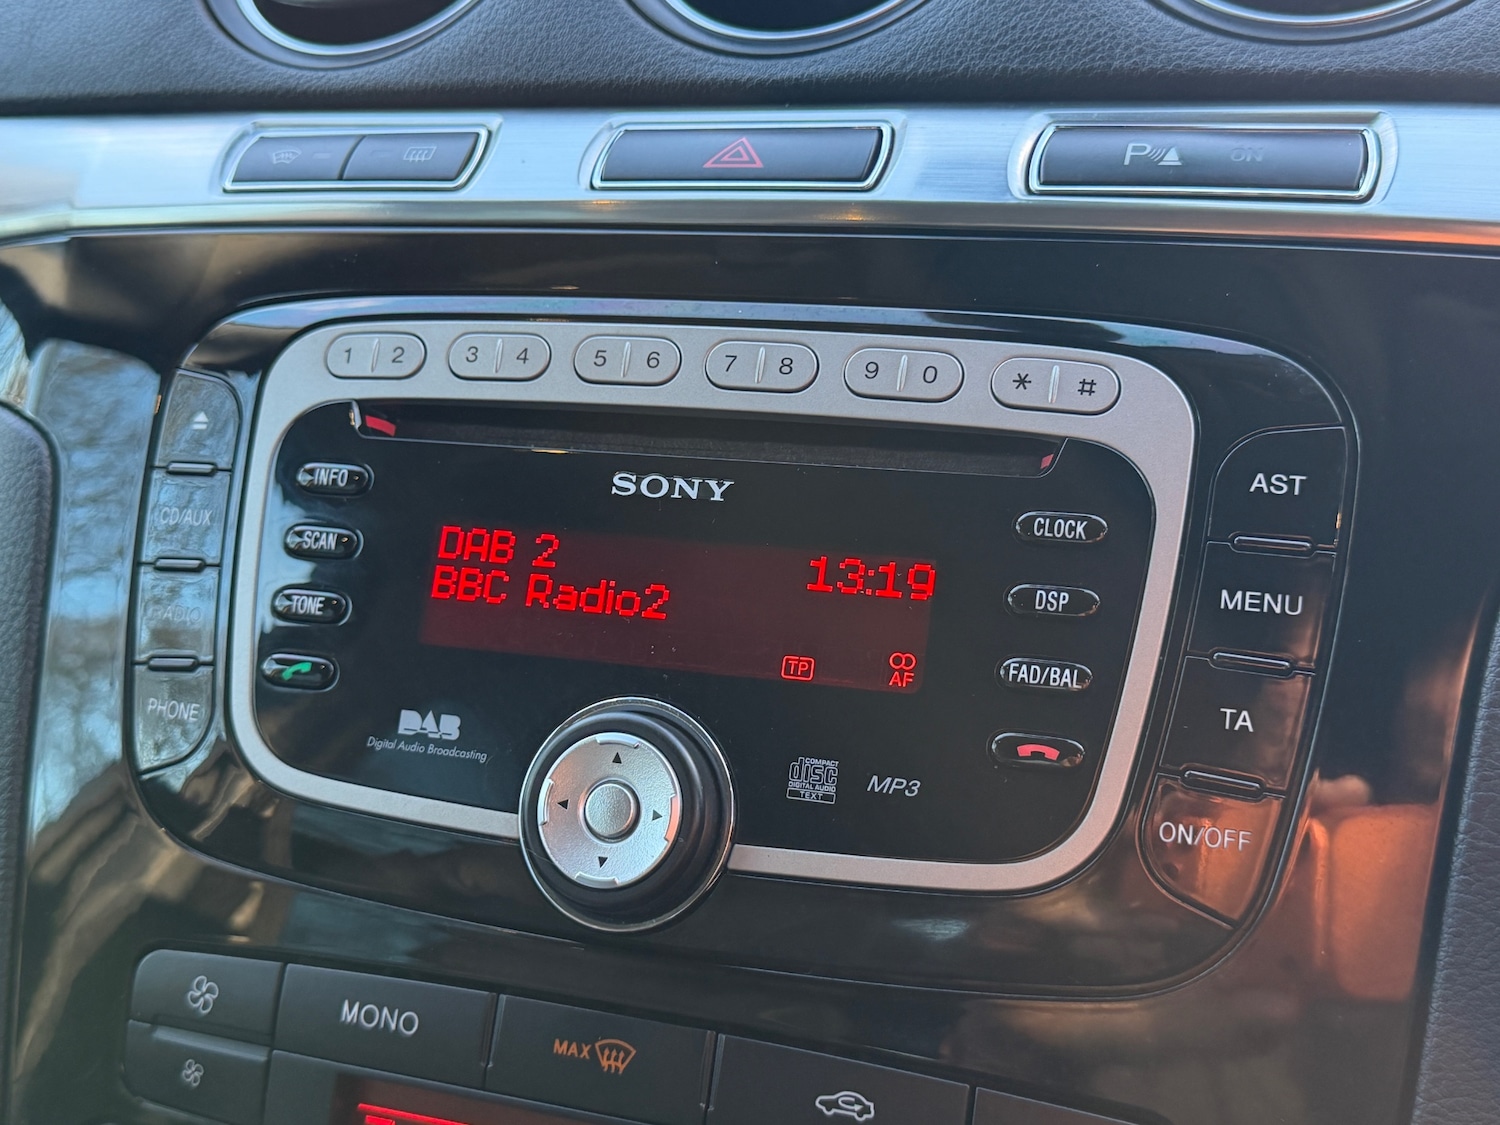 P ON
1 2 3 4 5 6 7 8 9 0 * #
INFO
SONY
AST
CD/AUX
SCAN
DAB 2
13:19
CLOCK
RADIO
TONE
BBC Radio2
DSP
MENU
TP
AF
FAD/BAL
PHONE
DAB
Digital Audio Broadcasting
COMPACT
disc
DIGITAL AUDIO
TEXT
MP3
TA
ON/OFF
MONO
MAX